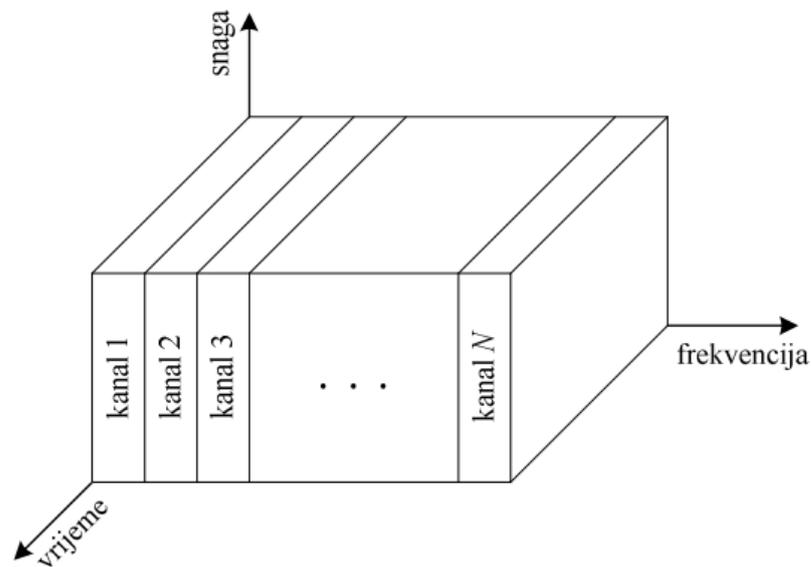 snaga
kanal 1
kanal 2
kanal 3
. . .
kanal N
frekvencija
vrijeme